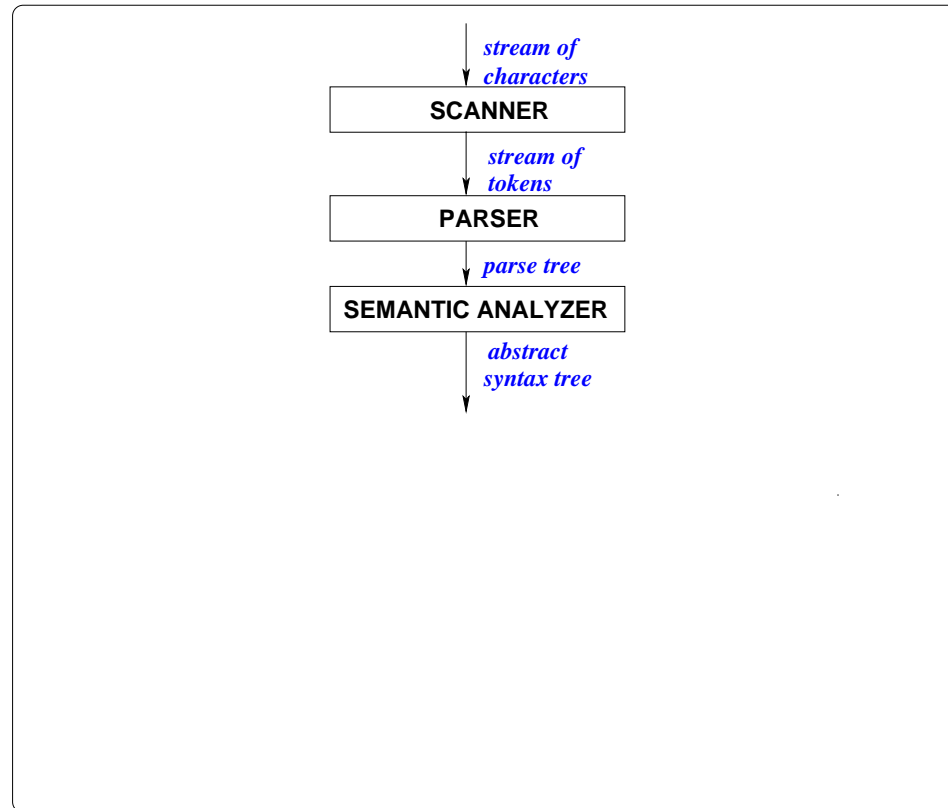 stream of
characters
SCANNER
stream of
tokens
PARSER
parse tree
SEMANTIC ANALYZER
abstract
syntax tree